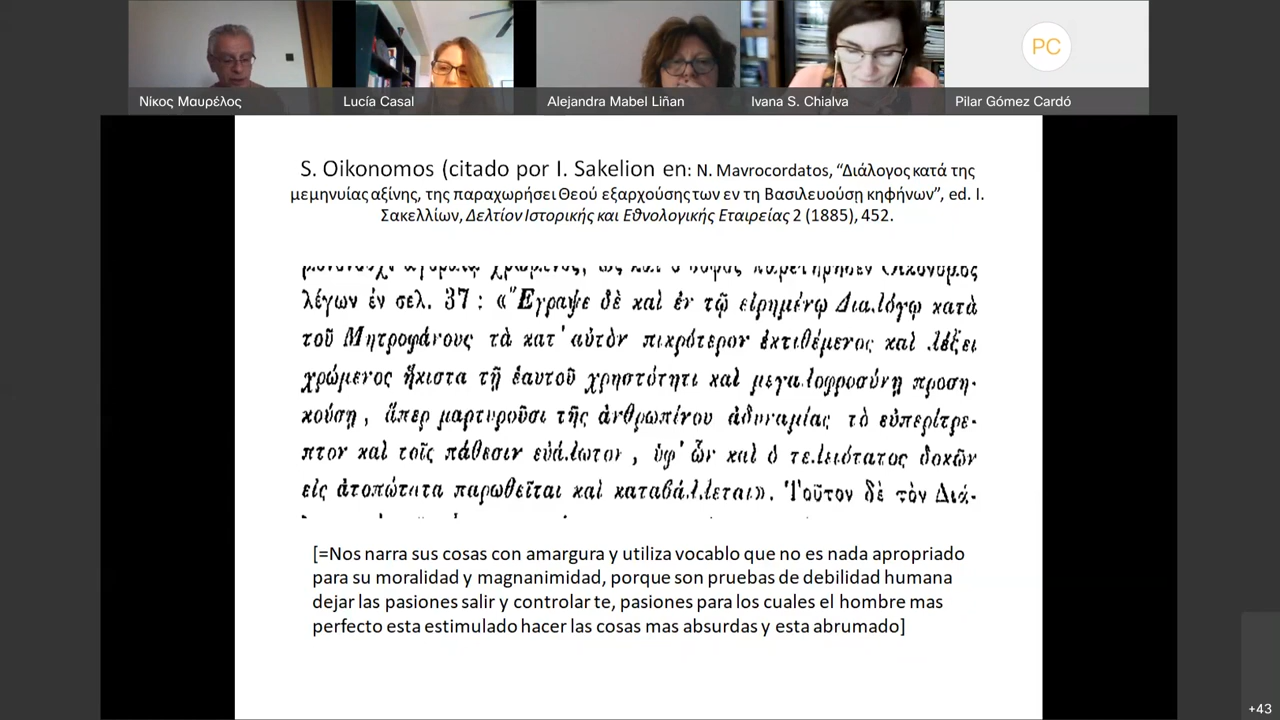 PC
Νίκος Μαυρέλος
Lucía Casal
Alejandra Mabel Liñan
Ivana S. Chialva
Pilar Gómez Cardó
S. Oikonomos (citado por I. Sakelion en: N. Mavrocordatos, “Διάλογος κατά της
μεμηνυίας αξίνης, της παραχωρήσει Θεού εξαρχούσης των εν τη Βασιλευούσῃ κηφήνων”, ed. Ι.
Σακελλίων, Δελτίον Ιστορικής και Εθνολογικής Εταιρείας 2 (1885), 452.
λέγων ἐν σελ. 37 : «Ἔγραψε δὲ καὶ ἐν τῷ εἰρημένῳ Διαλόγῳ κατὰ
τοῦ Μητροφάνους τὰ κατ' αὐτὸν πικρότερον ἐκτιθέμενος καὶ λέξει
χρώμενος ἥκιστα τῇ ἑαυτοῦ χρηστότητι καὶ μεγαλοφροσύνῃ προση-
κούσῃ, ἅπερ μαρτυροῦσι τῆς ἀνθρωπίνου ἀδυναμίας τὸ εὐπερίτρε-
πτον καὶ τοῖς πάθεσιν εὐάλωτον, ὑφ' ὧν καὶ ὁ τελειότατος δοκῶν
εἰς ἀτοπώτατα παρωθεῖται καὶ καταβάλλεται». Τοῦτον δὲ τὸν Διά-
[=Nos narra sus cosas con amargura y utiliza vocablo que no es nada apropriado
para su moralidad y magnanimidad, porque son pruebas de debilidad humana
dejar las pasiones salir y controlar te, pasiones para los cuales el hombre mas
perfecto esta estimulado hacer las cosas mas absurdas y esta abrumado]
+43